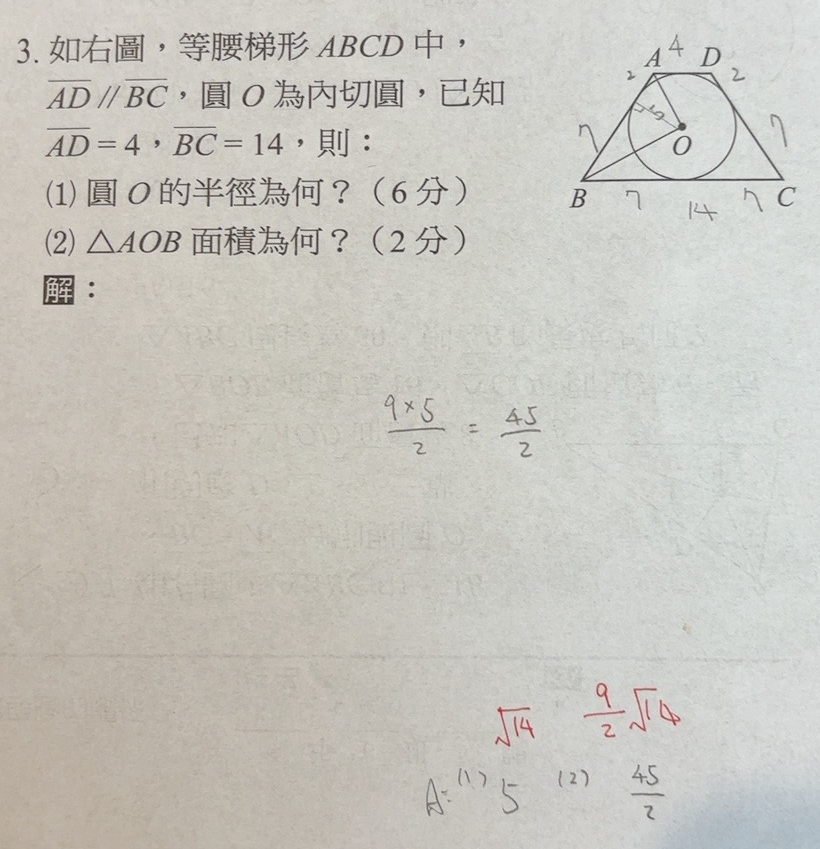 3. 如右圖，等腰梯形 ABCD 中，
AD // BC，圓 O 為內切圓，已知
AD = 4，BC = 14，則：
⑴ 圓 O 的半徑為何？（6 分）
⑵ △AOB 面積為何？（2 分）
解：
4
2 A D 2
7 O 7
B 7 14 7 C
9×5/2 = 45/2
√14 9/2√14
A: (1) 5 (2) 45/2